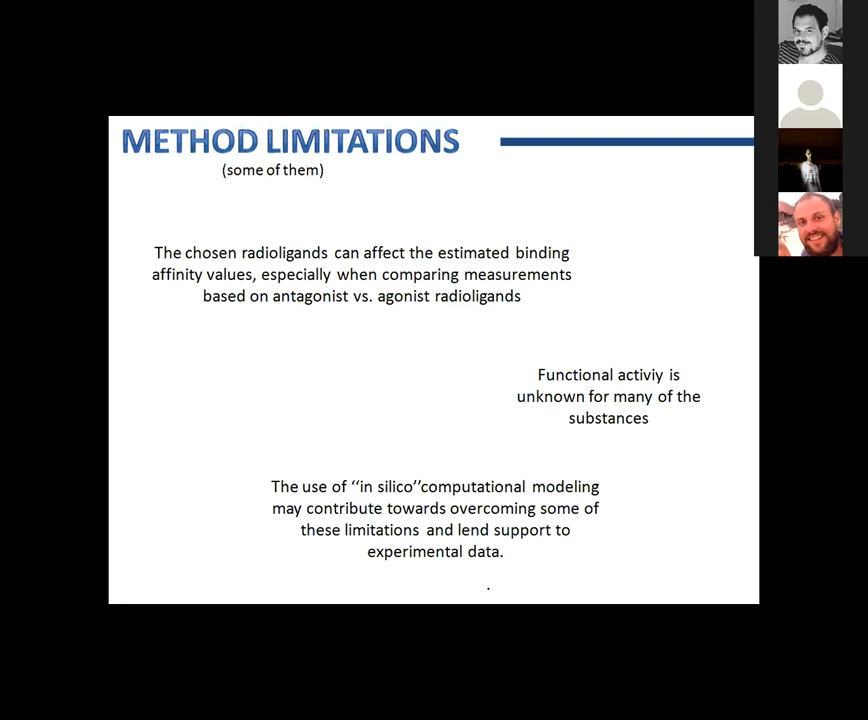 METHOD LIMITATIONS
(some of them)
The chosen radioligands can affect the estimated binding
affinity values, especially when comparing measurements
based on antagonist vs. agonist radioligands
Functional activiy is
unknown for many of the
substances
The use of ‘‘in silico’’computational modeling
may contribute towards overcoming some of
these limitations and lend support to
experimental data.
.